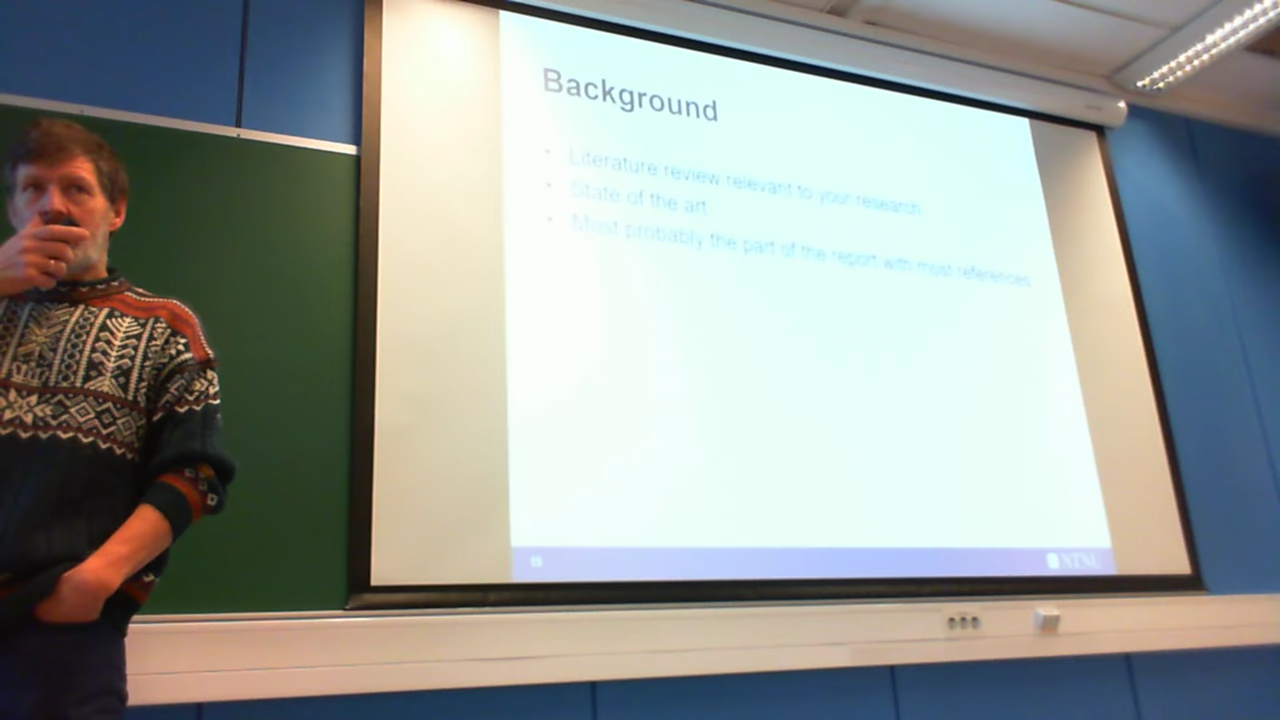 Background
• Literature review relevant to your research
• State of the art
• Most probably the part of the report with most references
NTNU